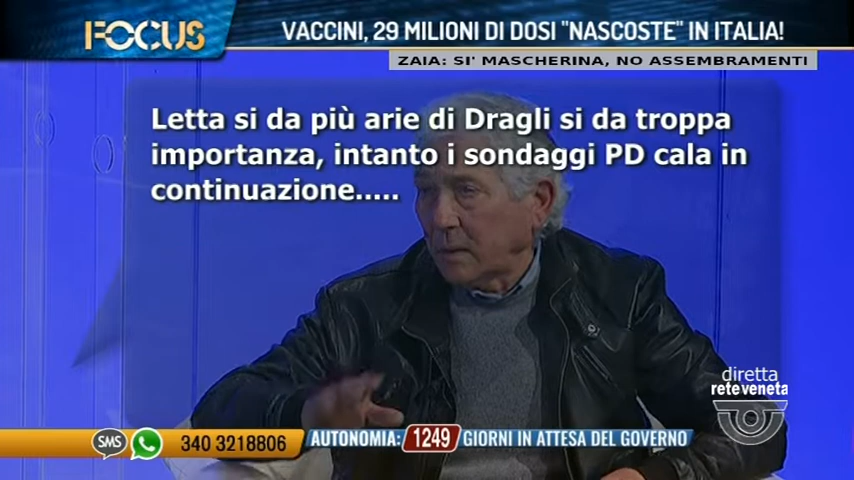 FOCUS
VACCINI, 29 MILIONI DI DOSI "NASCOSTE" IN ITALIA!
ZAIA: SI' MASCHERINA, NO ASSEMBRAMENTI
Letta si da più arie di Dragli si da troppa
importanza, intanto i sondaggi PD cala in
continuazione.....
diretta
reteveneta
SMS 340 3218806 AUTONOMIA: 1249 GIORNI IN ATTESA DEL GOVERNO